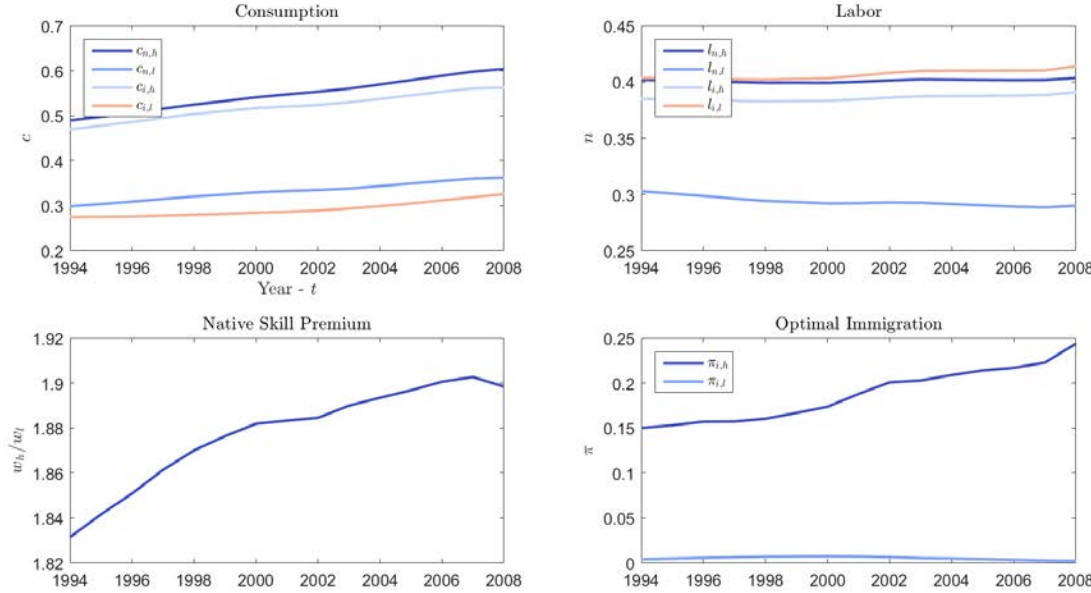 Consumption
0.7
0.6
0.5
0.4
0.3
0.2
c
c_{n,h}
c_{n,l}
c_{i,h}
c_{i,l}
1994 1996 1998 2000 2002 2004 2006 2008
Year - t
Labor
0.45
0.4
0.35
0.3
0.25
n
l_{n,h}
l_{n,l}
l_{i,h}
l_{i,l}
1994 1996 1998 2000 2002 2004 2006 2008
Native Skill Premium
1.92
1.9
1.88
1.86
1.84
1.82
w_h/w_l
1994 1996 1998 2000 2002 2004 2006 2008
Optimal Immigration
0.25
0.2
0.15
0.1
0.05
0
π
π_{i,h}
π_{i,l}
1994 1996 1998 2000 2002 2004 2006 2008